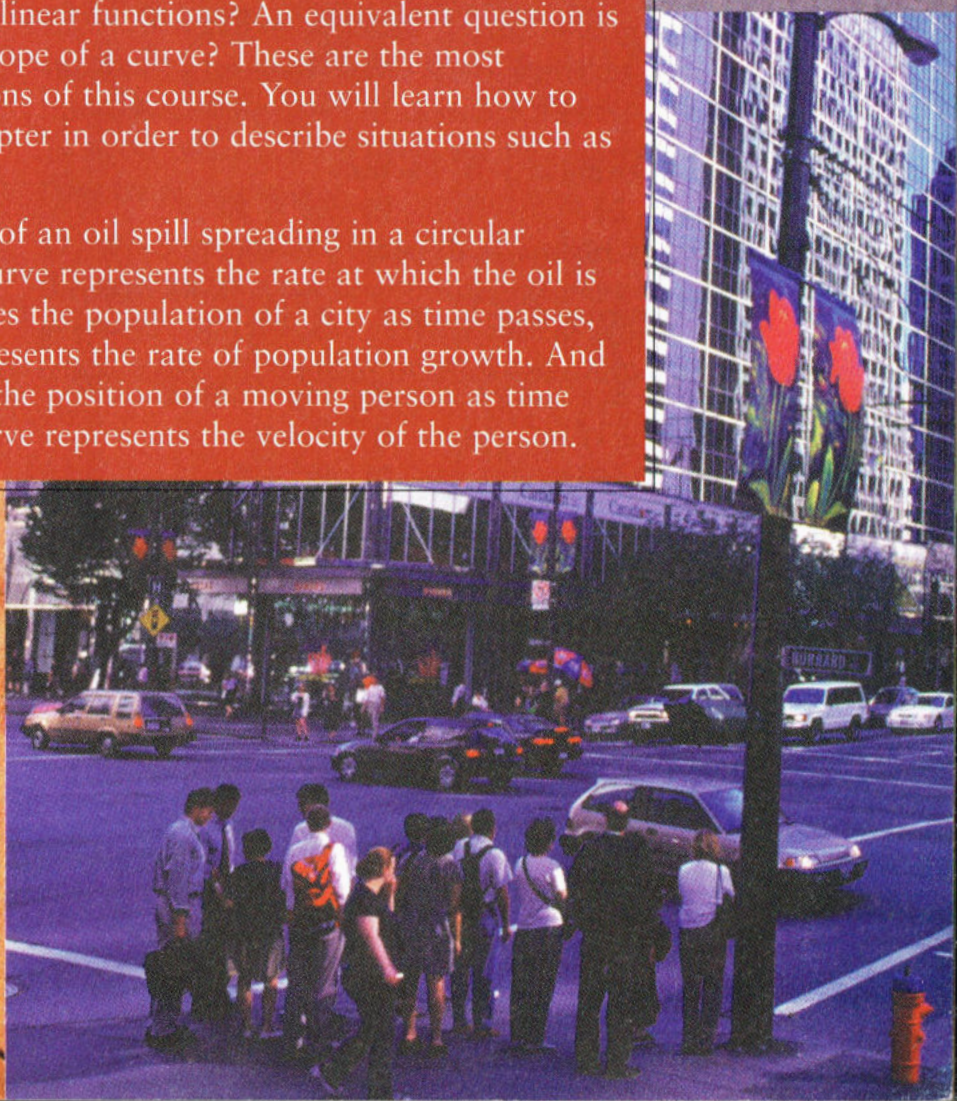 linear functions? An equivalent question is
ope of a curve? These are the most
ns of this course. You will learn how to
pter in order to describe situations such as
of an oil spill spreading in a circular
urve represents the rate at which the oil is
es the population of a city as time passes,
esents the rate of population growth. And
the position of a moving person as time
rve represents the velocity of the person.
BURRARD